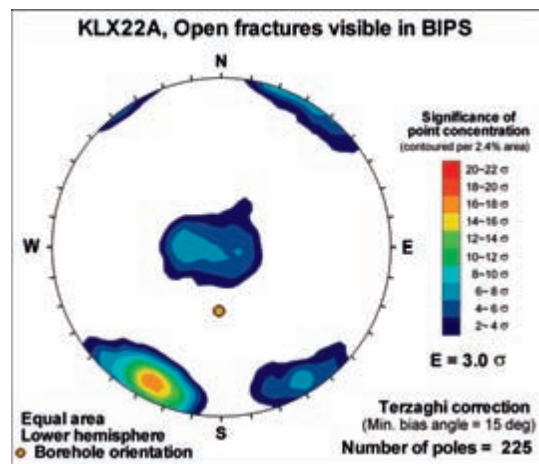 KLX22A, Open fractures visible in BIPS
N
Significance of
point concentration
(contoured per 2.4% area)
20–22 σ
18–20 σ
16–18 σ
14–16 σ
12–14 σ
10–12 σ
8–10 σ
6– 8 σ
4– 6 σ
2– 4 σ
W
E
E = 3.0 σ
S
Equal area
Lower hemisphere
Borehole orientation
Terzaghi correction
(Min. bias angle = 15 deg)
Number of poles = 225